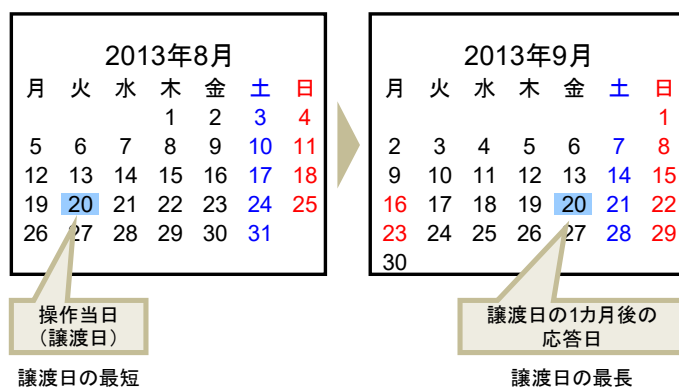 2013年8月
月 火 水 木 金 土 日
1 2 3 4
5 6 7 8 9 10 11
12 13 14 15 16 17 18
19 20 21 22 23 24 25
26 27 28 29 30 31
操作当日
(譲渡日)
譲渡日の最短
2013年9月
月 火 水 木 金 土 日
1
2 3 4 5 6 7 8
9 10 11 12 13 14 15
16 17 18 19 20 21 22
23 24 25 26 27 28 29
30
譲渡日の1カ月後の
応答日
譲渡日の最長